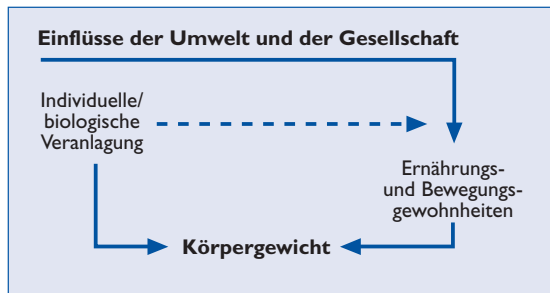 Einflüsse der Umwelt und der Gesellschaft
Individuelle/
biologische
Veranlagung
Ernährungs-
und Bewegungs-
gewohnheiten
Körpergewicht